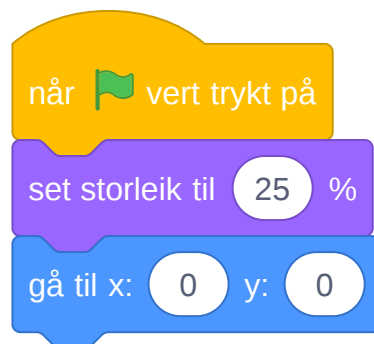 når vert trykt på
set storleik til 25 %
gå til x: 0 y: 0